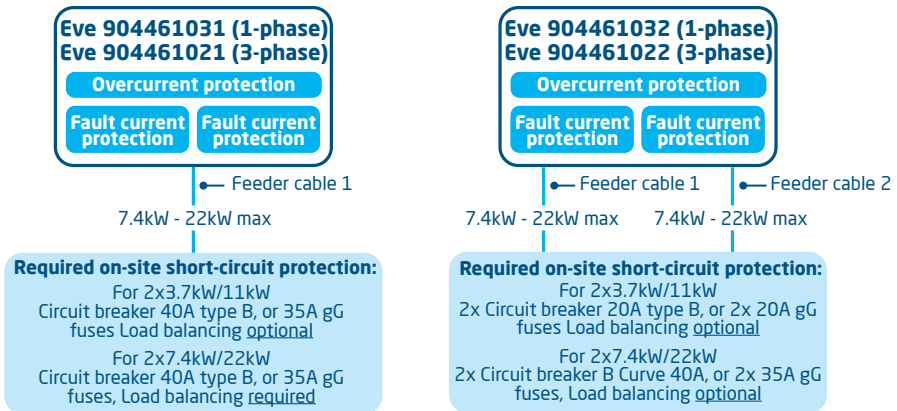 Eve 904461031 (1-phase)
Eve 904461021 (3-phase)
Overcurrent protection
Fault current
protection
Fault current
protection
Feeder cable 1
7.4kW - 22kW max
Required on-site short-circuit protection:
For 2x3.7kW/11kW
Circuit breaker 40A type B, or 35A gG
fuses Load balancing optional
For 2x7.4kW/22kW
Circuit breaker 40A type B, or 35A gG
fuses, Load balancing required
Eve 904461032 (1-phase)
Eve 904461022 (3-phase)
Overcurrent protection
Fault current
protection
Fault current
protection
Feeder cable 1
Feeder cable 2
7.4kW - 22kW max
7.4kW - 22kW max
Required on-site short-circuit protection:
For 2x3.7kW/11kW
2x Circuit breaker 20A type B, or 2x 20A gG
fuses Load balancing optional
For 2x7.4kW/22kW
2x Circuit breaker B Curve 40A, or 2x 35A gG
fuses, Load balancing optional